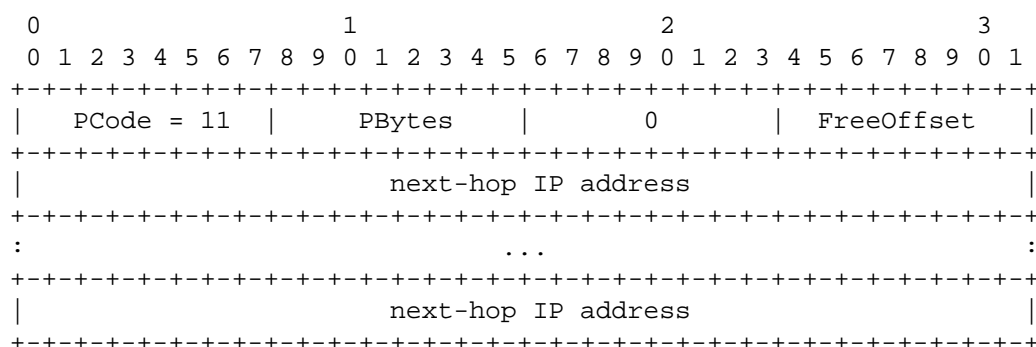 0                   1                   2                   3
 0 1 2 3 4 5 6 7 8 9 0 1 2 3 4 5 6 7 8 9 0 1 2 3 4 5 6 7 8 9 0 1
+-+-+-+-+-+-+-+-+-+-+-+-+-+-+-+-+-+-+-+-+-+-+-+-+-+-+-+-+-+-+-+-+
|   PCode = 11  |     PBytes    |       0       |  FreeOffset   |
+-+-+-+-+-+-+-+-+-+-+-+-+-+-+-+-+-+-+-+-+-+-+-+-+-+-+-+-+-+-+-+-+
|                       next-hop IP address                     |
+-+-+-+-+-+-+-+-+-+-+-+-+-+-+-+-+-+-+-+-+-+-+-+-+-+-+-+-+-+-+-+-+
:                               ...                             :
+-+-+-+-+-+-+-+-+-+-+-+-+-+-+-+-+-+-+-+-+-+-+-+-+-+-+-+-+-+-+-+-+
|                       next-hop IP address                     |
+-+-+-+-+-+-+-+-+-+-+-+-+-+-+-+-+-+-+-+-+-+-+-+-+-+-+-+-+-+-+-+-+